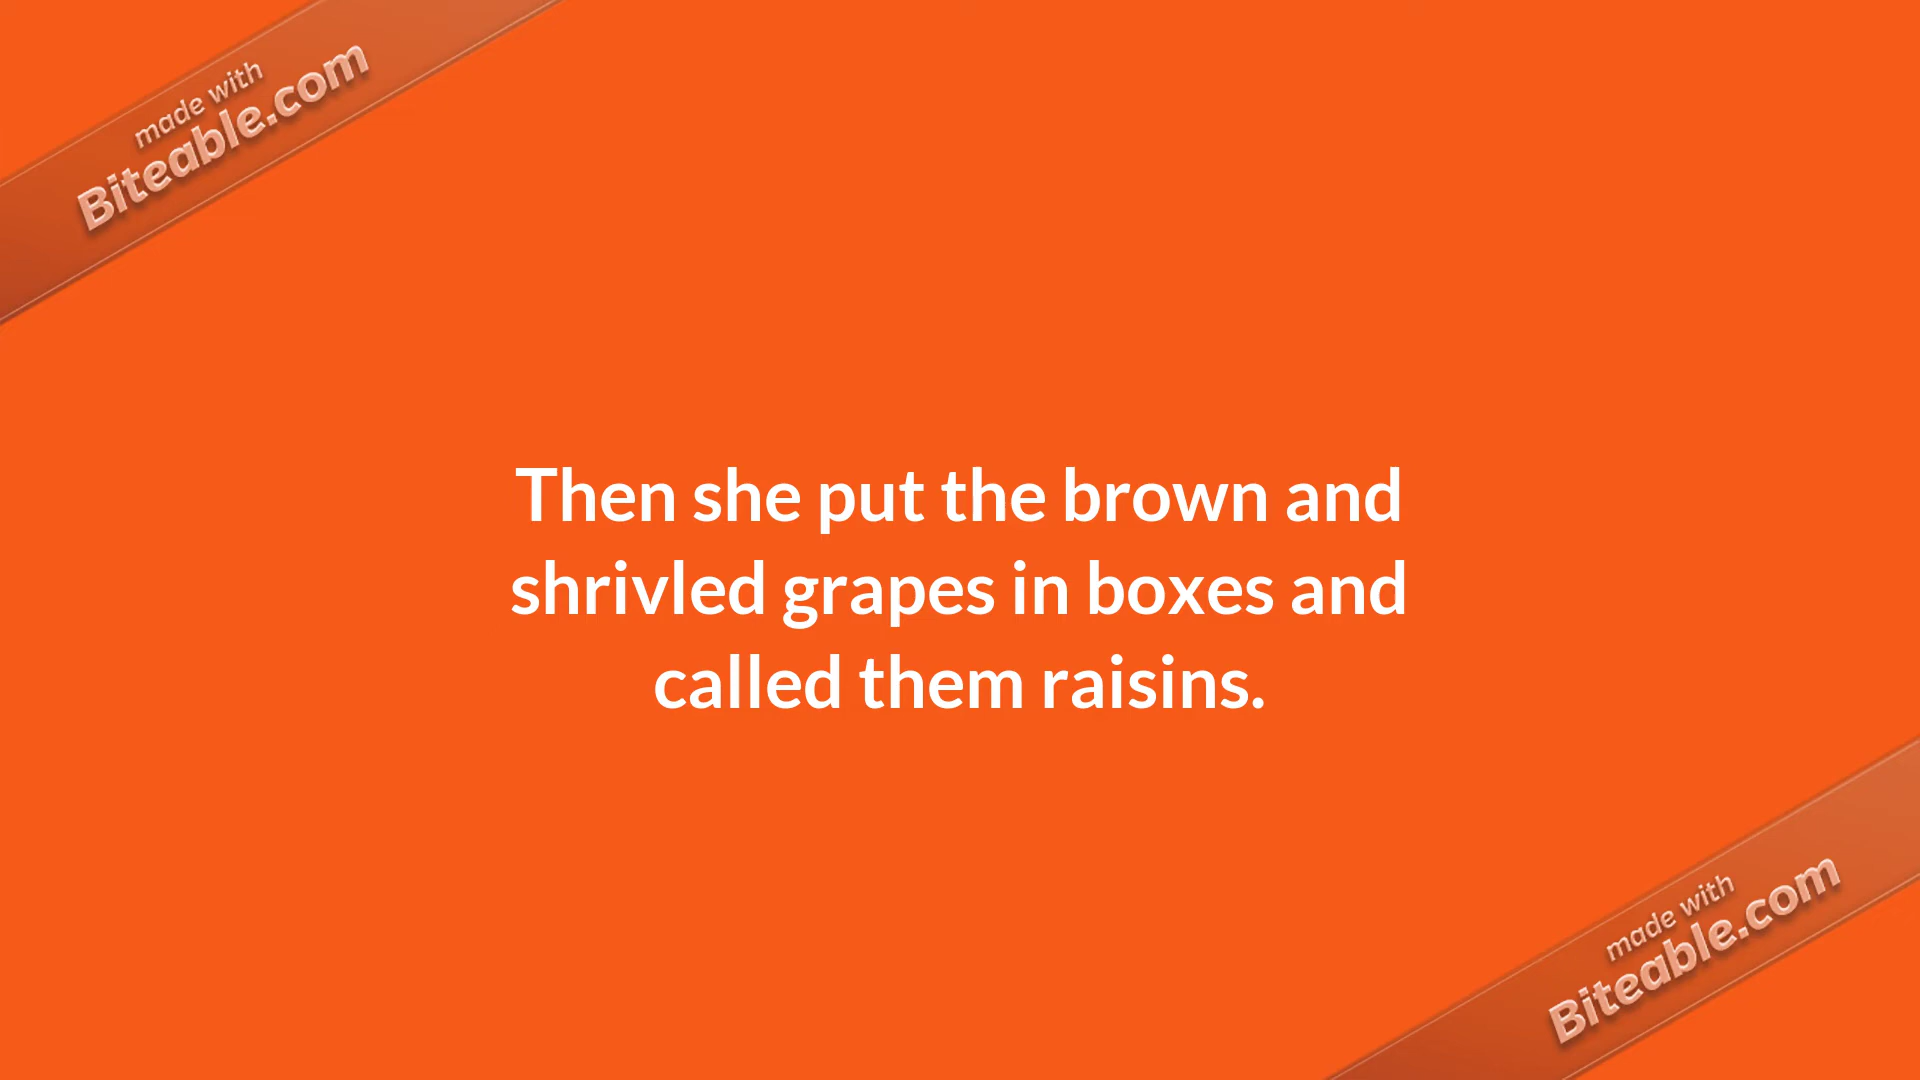 made with
Biteable.com
Then she put the brown and
shrivled grapes in boxes and
called them raisins.
made with
Biteable.com